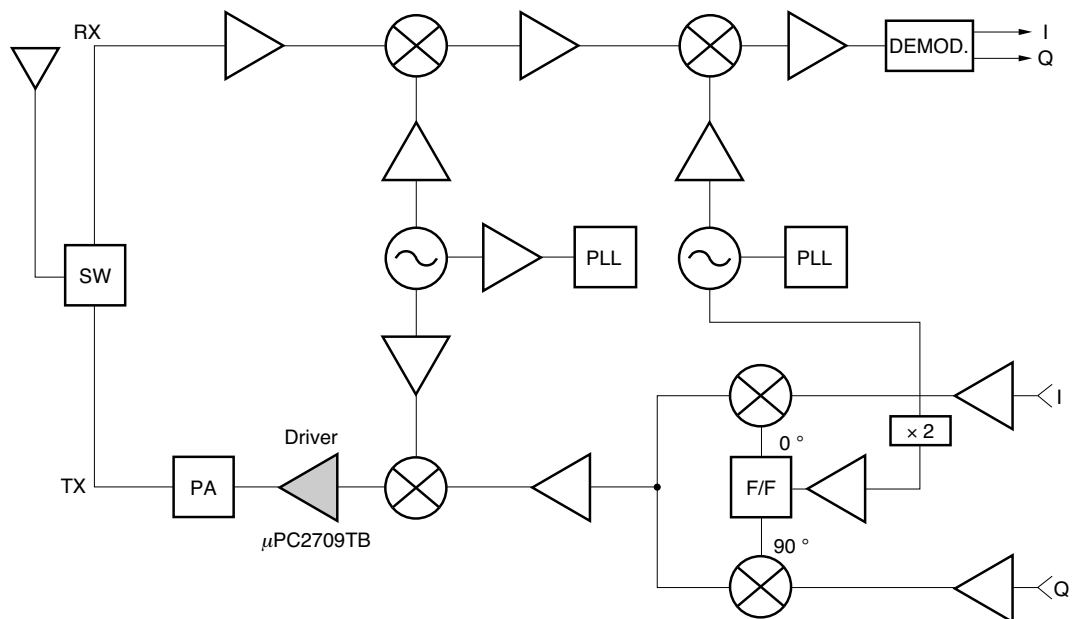 RX
I
DEMOD.
Q
SW
PLL
PLL
I
× 2
0 °
Driver
TX
PA
F/F
µPC2709TB
90 °
Q